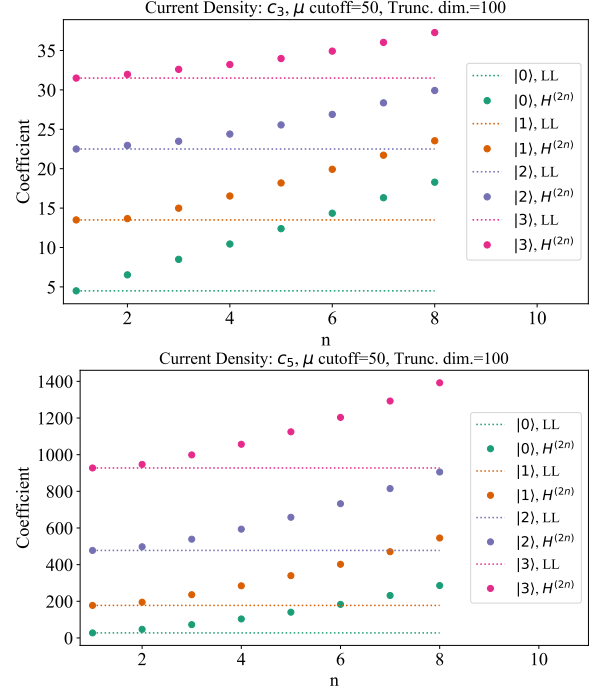 Current Density: c₃, μ cutoff=50, Trunc. dim.=100
Coefficient
35
30
25
20
15
10
5
2
4
6
8
10
n
|0⟩, LL
|0⟩, H⁽²ⁿ⁾
|1⟩, LL
|1⟩, H⁽²ⁿ⁾
|2⟩, LL
|2⟩, H⁽²ⁿ⁾
|3⟩, LL
|3⟩, H⁽²ⁿ⁾
Current Density: c₅, μ cutoff=50, Trunc. dim.=100
Coefficient
1400
1200
1000
800
600
400
200
0
2
4
6
8
10
n
|0⟩, LL
|0⟩, H⁽²ⁿ⁾
|1⟩, LL
|1⟩, H⁽²ⁿ⁾
|2⟩, LL
|2⟩, H⁽²ⁿ⁾
|3⟩, LL
|3⟩, H⁽²ⁿ⁾